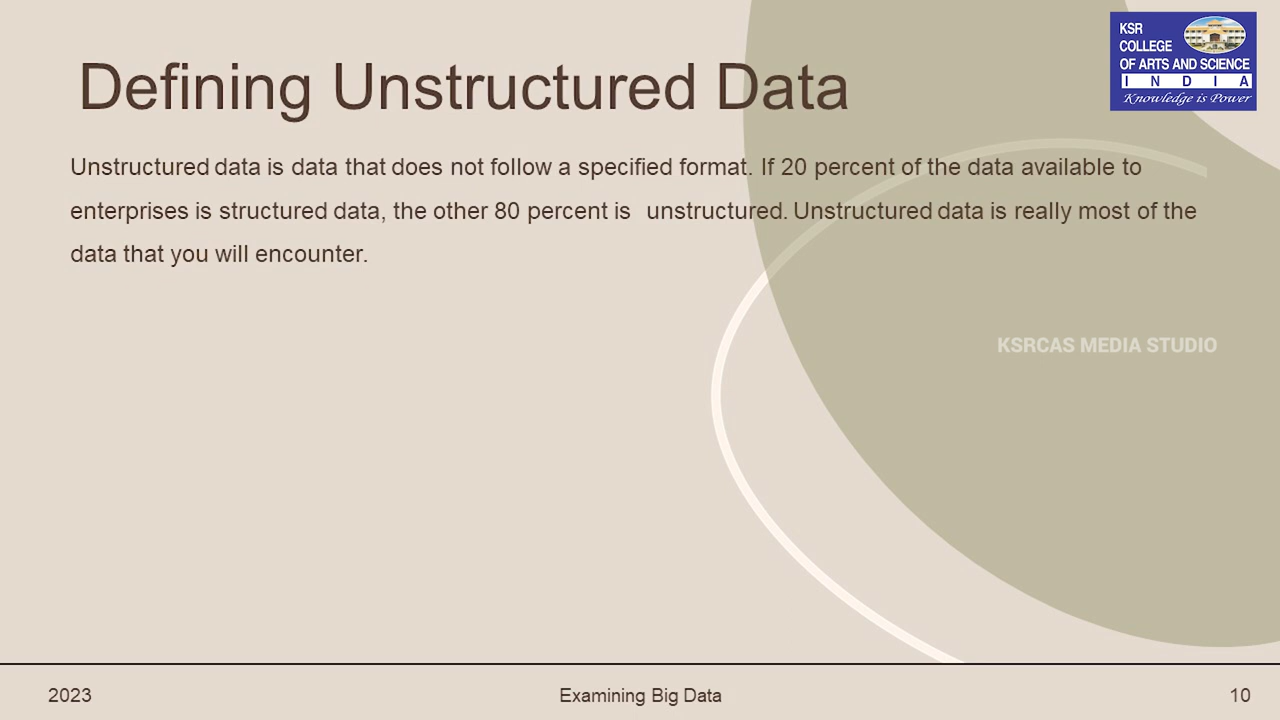 KSR
COLLEGE
OF ARTS AND SCIENCE
INDIA
Knowledge is Power
Defining Unstructured Data
Unstructured data is data that does not follow a specified format. If 20 percent of the data available to
enterprises is structured data, the other 80 percent is unstructured. Unstructured data is really most of the
data that you will encounter.
KSRCAS MEDIA STUDIO
2023
Examining Big Data
10